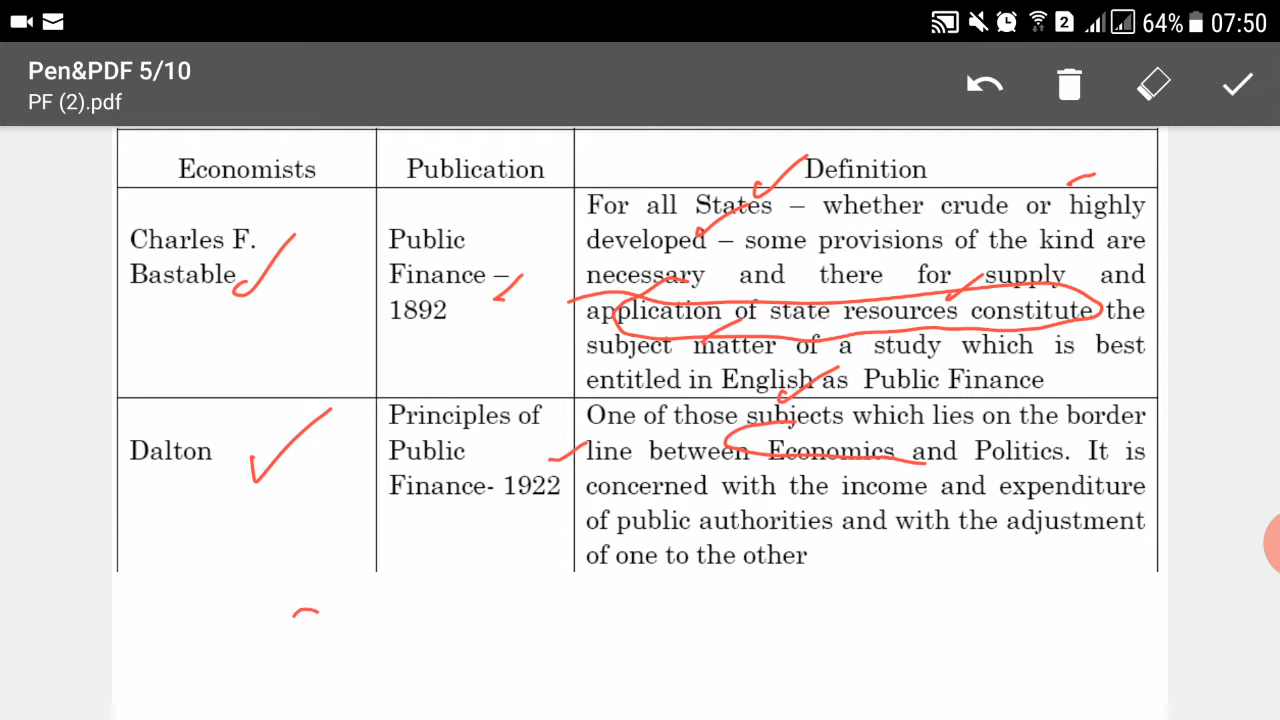 2 64% 07:50
Pen&PDF 5/10
PF (2).pdf
Economists Publication Definition
Charles F.
Bastable
Public
Finance –
1892
For all States – whether crude or highly
developed – some provisions of the kind are
necessary and there for supply and
application of state resources constitute the
subject matter of a study which is best
entitled in English as Public Finance
Dalton
Principles of
Public
Finance- 1922
One of those subjects which lies on the border
line between Economics and Politics. It is
concerned with the income and expenditure
of public authorities and with the adjustment
of one to the other